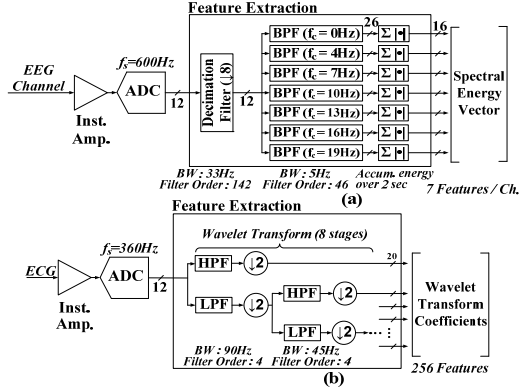 Feature Extraction
EEG
Channel
Inst.
Amp.
fs=600Hz
ADC
12
Decimation
Filter (↓8)
12
BPF (fc = 0Hz)
BPF (fc = 4Hz)
BPF (fc = 7Hz)
BPF (fc = 10Hz)
BPF (fc = 13Hz)
BPF (fc = 16Hz)
BPF (fc = 19Hz)
26
Σ |•|
Σ |•|
Σ |•|
Σ |•|
Σ |•|
Σ |•|
Σ |•|
16
Spectral
Energy
Vector
BW : 33Hz
Filter Order : 142
BW : 5Hz
Filter Order : 46
Accum. energy
over 2 sec
7 Features / Ch.
(a)
Feature Extraction
ECG
Inst.
Amp.
fs=360Hz
ADC
12
Wavelet Transform (8 stages)
HPF
↓2
20
LPF
↓2
HPF
↓2
LPF
↓2
Wavelet
Transform
Coefficients
BW : 90Hz
Filter Order : 4
BW : 45Hz
Filter Order : 4
256 Features
(b)